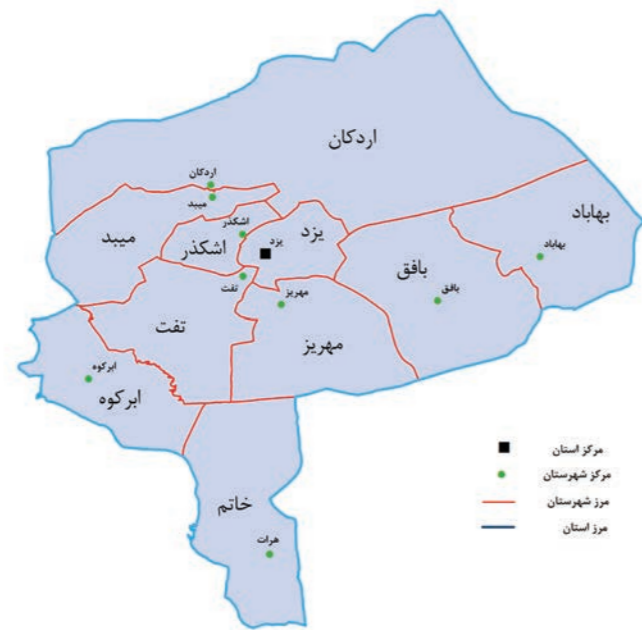 اردکان
اردکان
میبد
میبد
اشکذر
اشکذر
یزد
یزد
بهاباد
بهاباد
بافق
بافق
تفت
تفت
مهریز
مهریز
ابرکوه
ابرکوه
خاتم
هرات
مرکز استان
مرکز شهرستان
مرز شهرستان
مرز استان